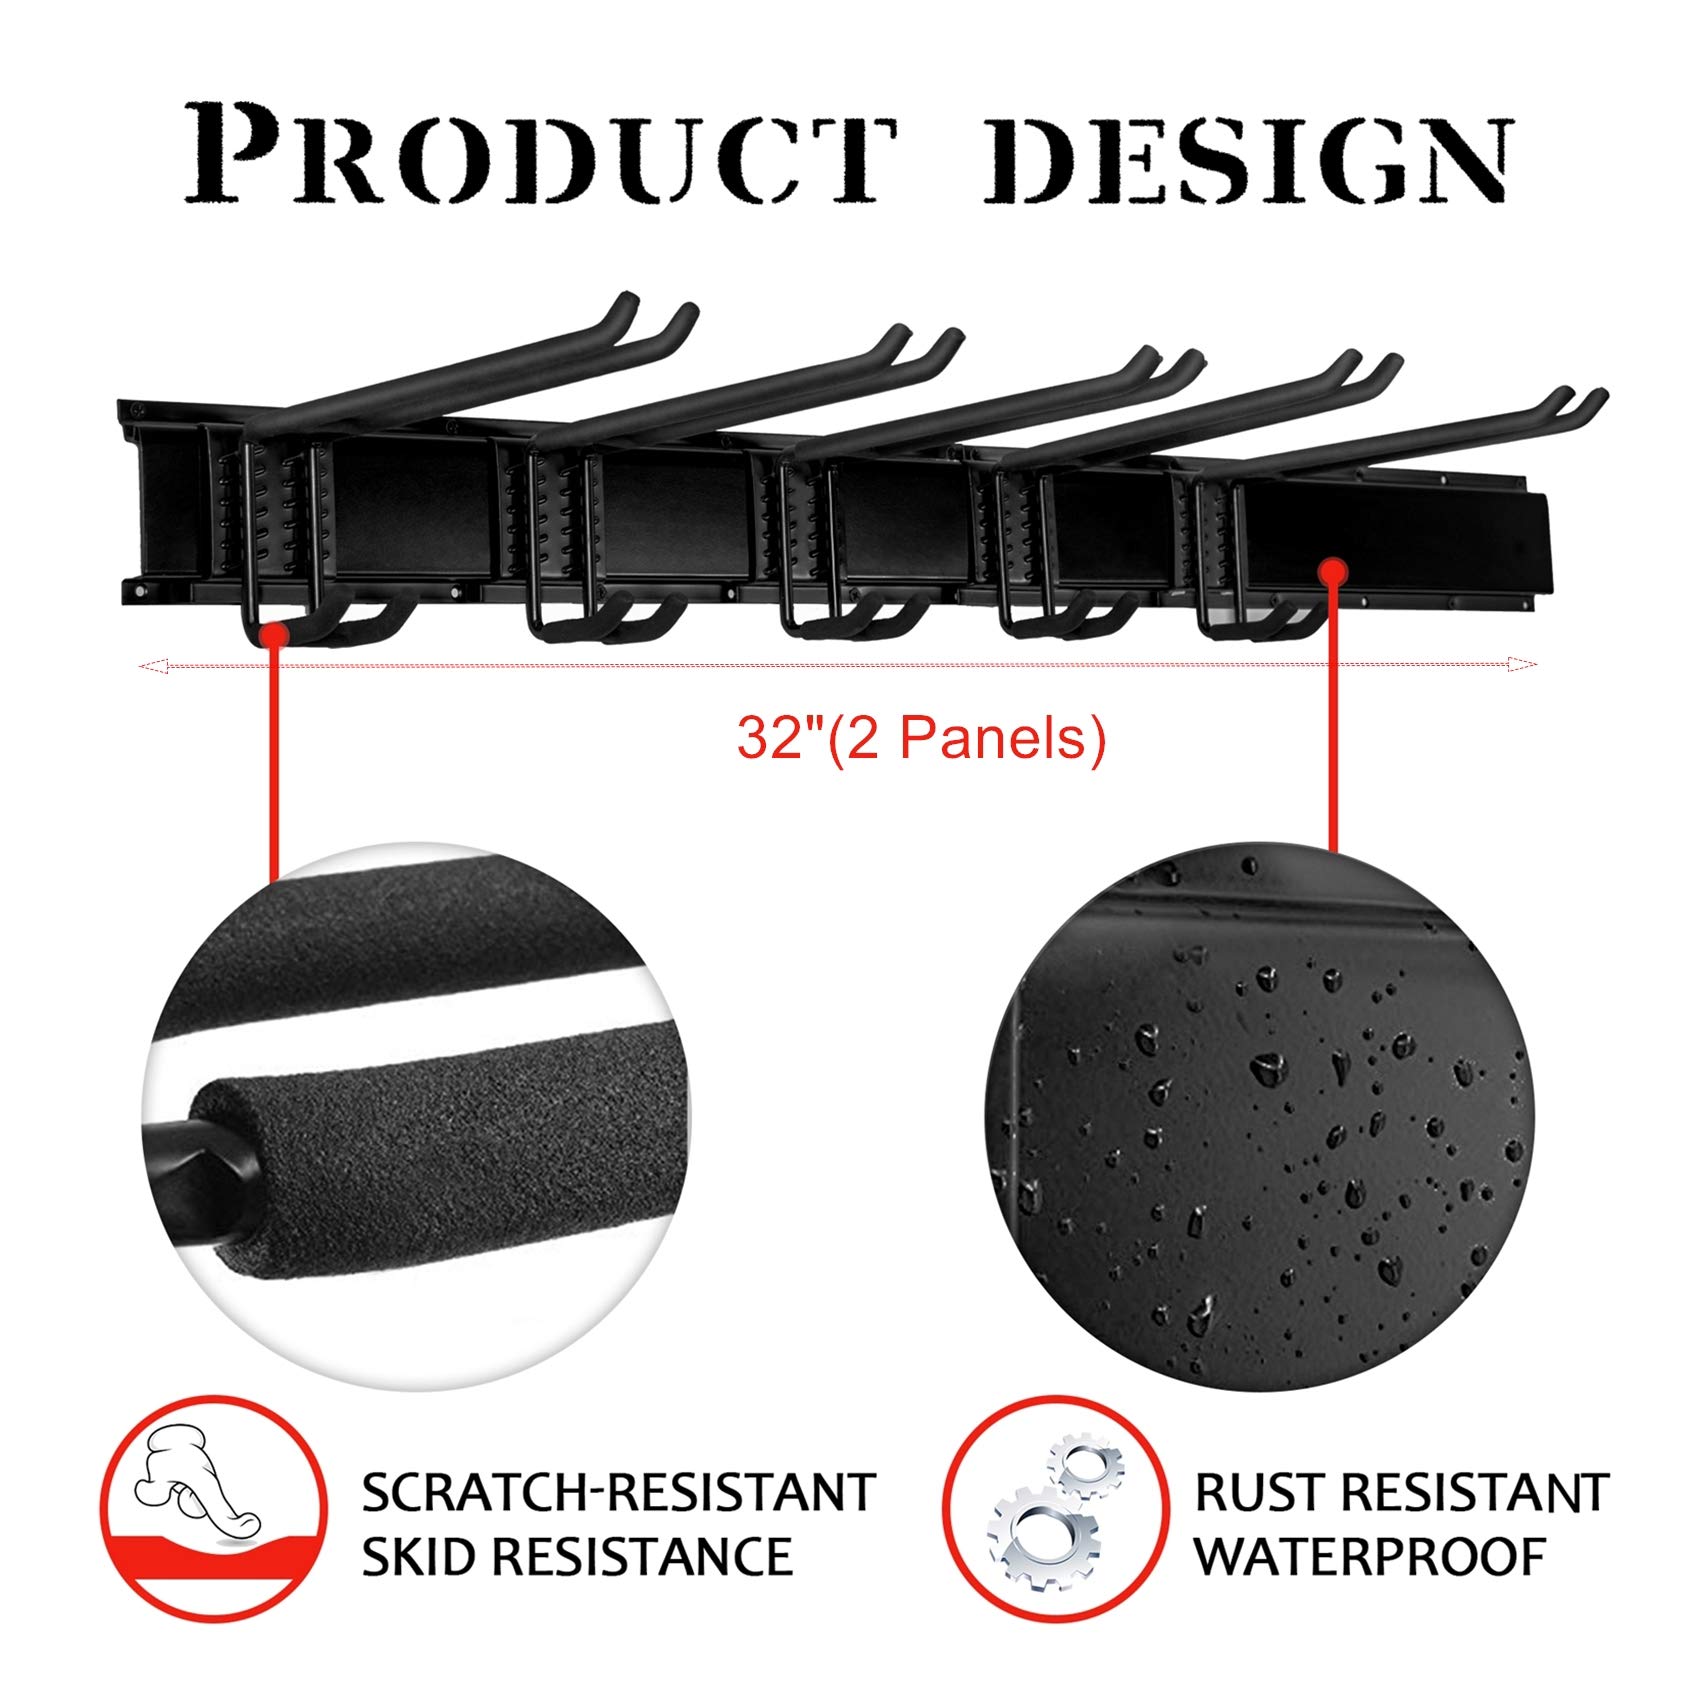 PRODUCT DESIGN
32"(2 Panels)
SCRATCH-RESISTANT
SKID RESISTANCE
RUST RESISTANT
WATERPROOF